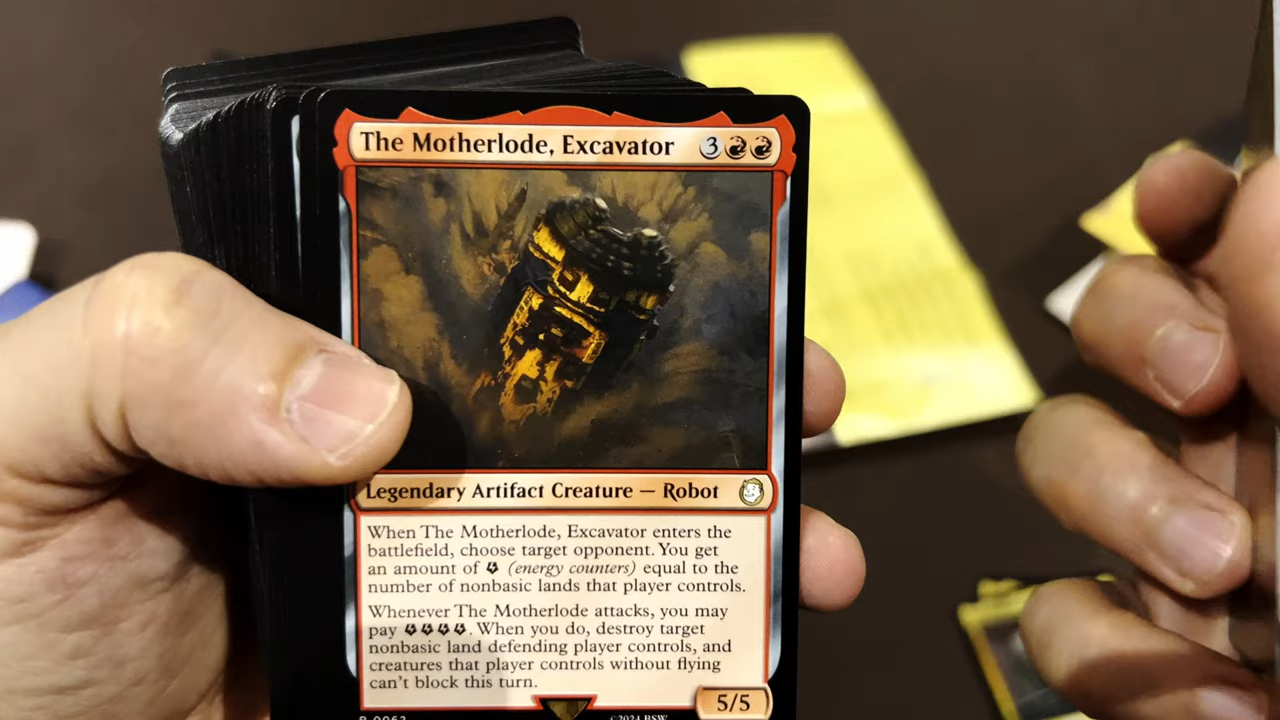 The Motherlode, Excavator 3
Legendary Artifact Creature — Robot
When The Motherlode, Excavator enters the
battlefield, choose target opponent. You get
an amount of (energy counters) equal to the
number of nonbasic lands that player controls.
Whenever The Motherlode attacks, you may
pay . When you do, destroy target
nonbasic land defending player controls, and
creatures that player controls without flying
can't block this turn.
5/5
R 0063 ©2024 BSW